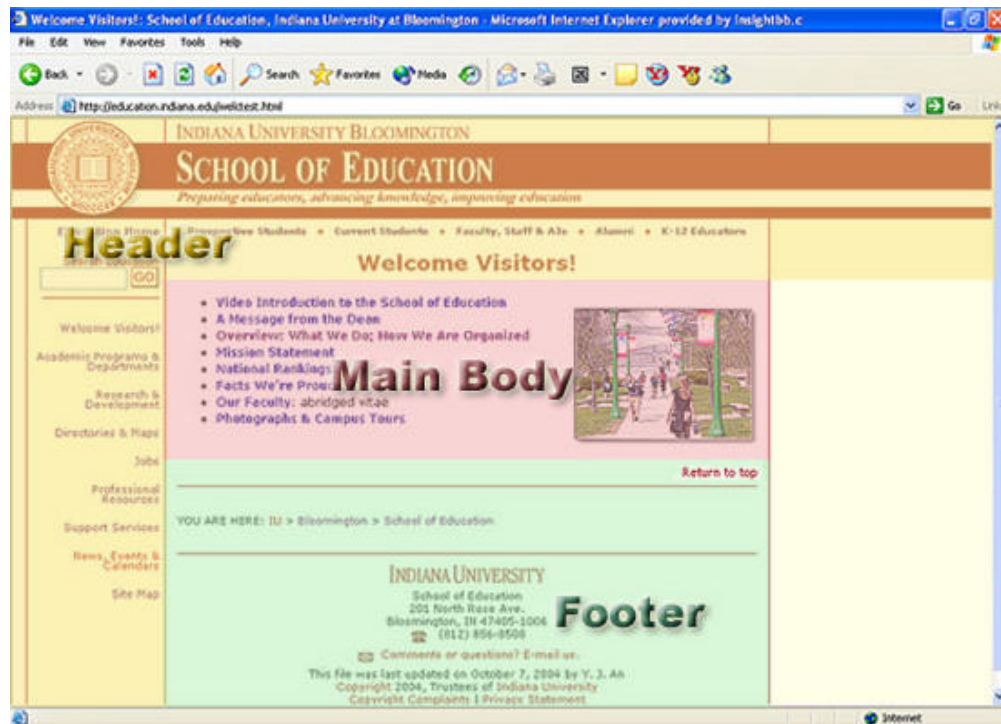 Welcome Visitors!: School of Education, Indiana University at Bloomington - Microsoft Internet Explorer provided by Insightbb.c
File Edit View Favorites Tools Help
Back Search Favorites Media
Address http://education.indiana.edu/welktest.html Go Link
INDIANA UNIVERSITY BLOOMINGTON
SCHOOL OF EDUCATION
Preparing educators, advancing knowledge, improving education
Home
Prospective Students • Current Students • Faculty, Staff & AIs • Alumni • K-12 Educators
Header
Search Education
GO
Welcome Visitors!
Video Introduction to the School of Education
A Message from the Dean
Overview: What We Do; How We Are Organized
Mission Statement
National Rankings
Facts We're Proud
Our Faculty: abridged vitae
Photographs & Campus Tours
Main Body
Welcome Visitors!
Academic Programs &
Departments
Research &
Development
Directories & Maps
Jobs
Professional
Resources
Support Services
News, Events &
Calendars
Site Map
Return to top
YOU ARE HERE: IU > Bloomington > School of Education
INDIANA UNIVERSITY
School of Education
201 North Rose Ave.
Bloomington, IN 47405-1006
(812) 856-8500
Footer
Comments or questions? E-mail us.
This file was last updated on October 7, 2004 by Y. J. An
Copyright 2004, Trustees of Indiana University
Copyright Complaints | Privacy Statement
Internet